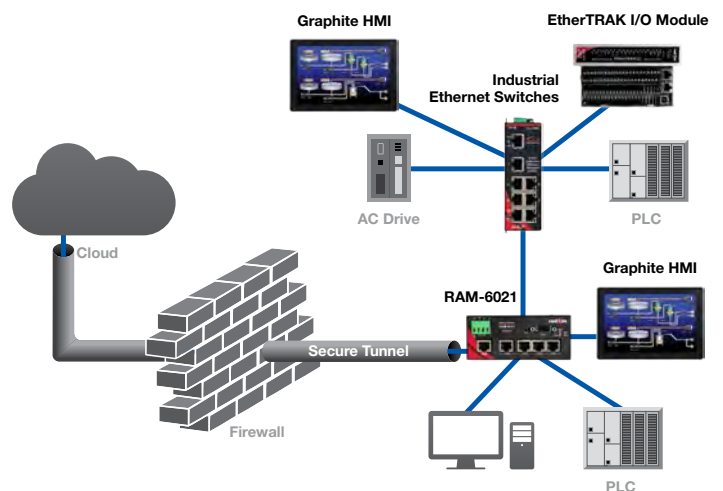 Graphite HMI
EtherTRAK I/O Module
Industrial
Ethernet Switches
AC Drive
PLC
Cloud
Graphite HMI
RAM-6021
Secure Tunnel
Firewall
PLC